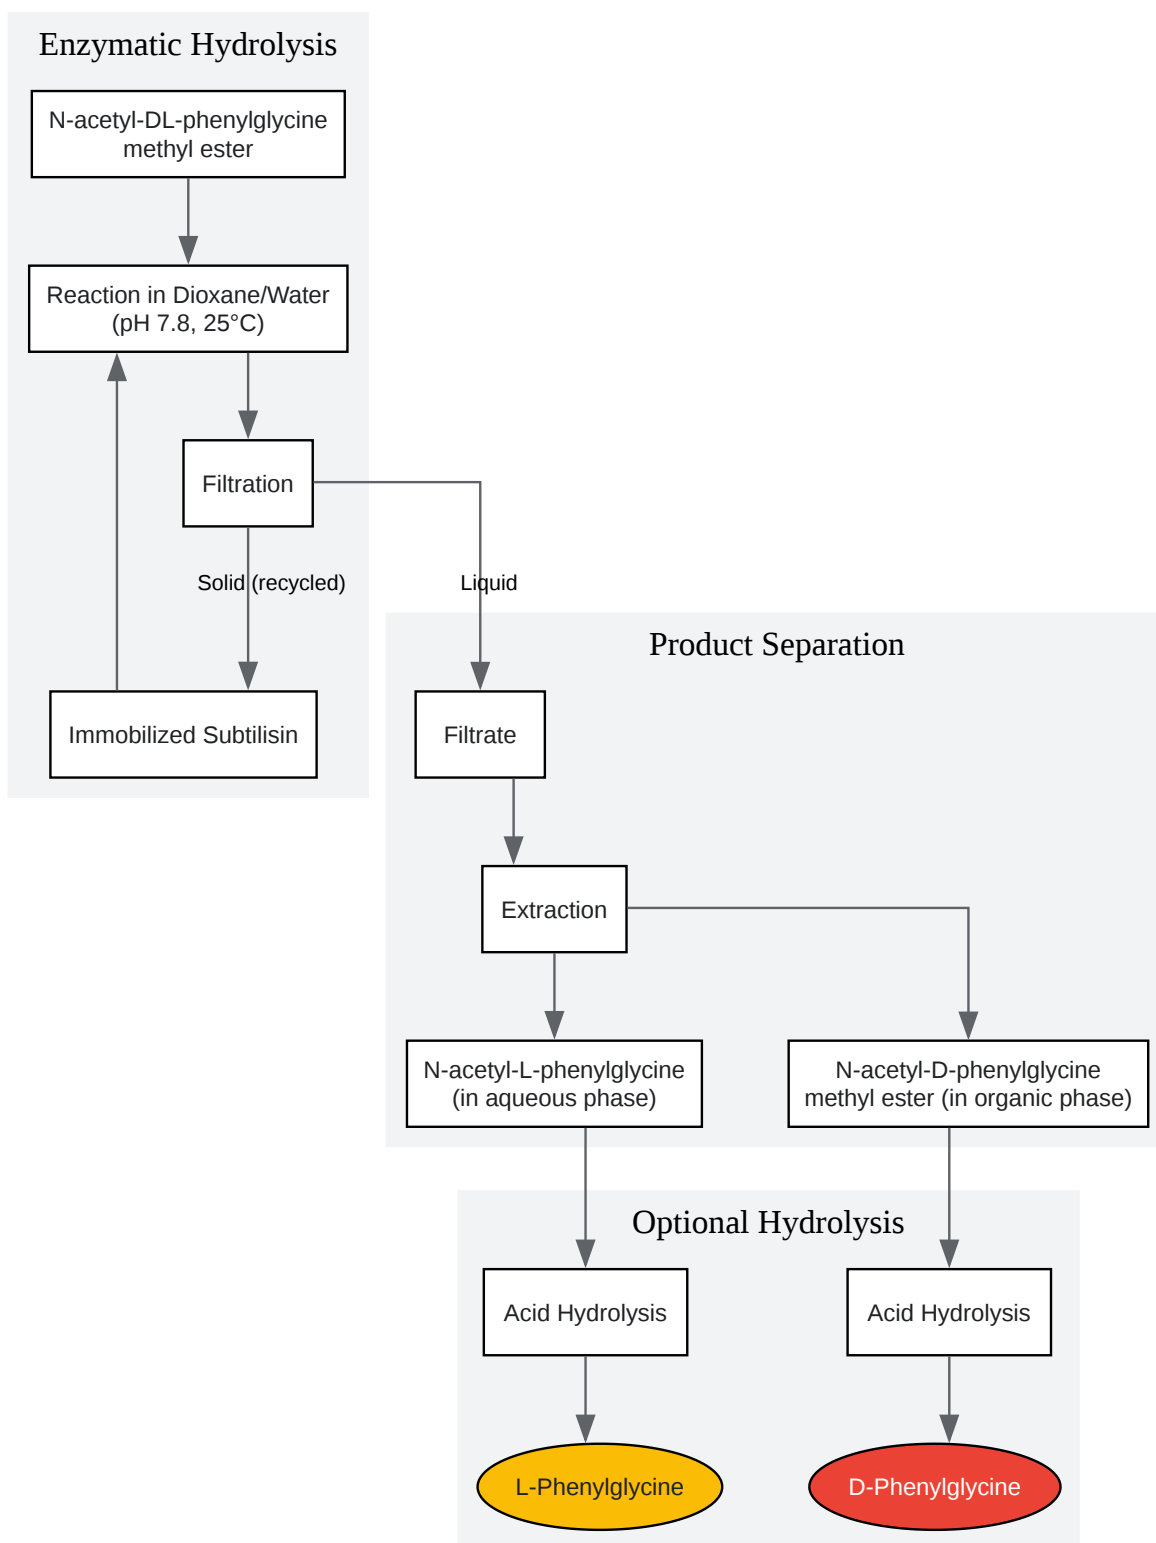 Enzymatic Hydrolysis
N-acetyl-DL-phenylglycine
methyl ester
Reaction in Dioxane/Water
(pH 7.8, 25°C)
Filtration
Solid (recycled)
Liquid
Immobilized Subtilisin
Product Separation
Filtrate
Extraction
N-acetyl-L-phenylglycine
(in aqueous phase)
N-acetyl-D-phenylglycine
methyl ester (in organic phase)
Optional Hydrolysis
Acid Hydrolysis
Acid Hydrolysis
L-Phenylglycine
D-Phenylglycine